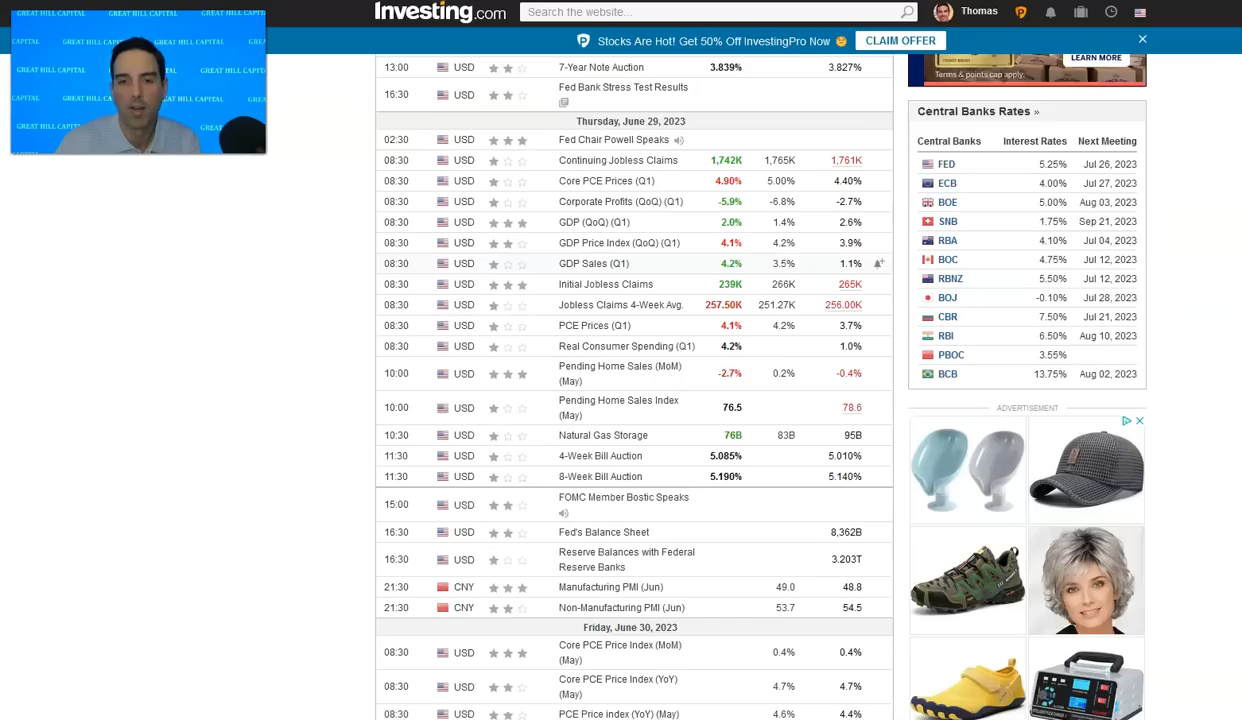 Investing.com
Search the website...
Thomas
Stocks Are Hot! Get 50% Off InvestingPro Now
CLAIM OFFER
GREAT HILL CAPITAL
GREAT HILL CAPITAL
CAPITAL
GREAT HILL CAPITAL
GREAT HILL
GREAT HILL CAPITAL
GREAT HILL CAPITAL
CAPITAL
GREAT HILL
GREAT HILL CAPITAL
13:00 USD 7-Year Note Auction 3.839% 3.827%
16:30 USD Fed Bank Stress Test Results
Thursday, June 29, 2023
02:30 USD Fed Chair Powell Speaks
08:30 USD Continuing Jobless Claims 1,742K 1,765K 1,761K
08:30 USD Core PCE Prices (Q1) 4.90% 5.00% 4.40%
08:30 USD Corporate Profits (QoQ) (Q1) -5.9% -6.8% -2.7%
08:30 USD GDP (QoQ) (Q1) 2.0% 1.4% 2.6%
08:30 USD GDP Price Index (QoQ) (Q1) 4.1% 4.2% 3.9%
08:30 USD GDP Sales (Q1) 4.2% 3.5% 1.1%
08:30 USD Initial Jobless Claims 239K 266K 265K
08:30 USD Jobless Claims 4-Week Avg. 257.50K 251.27K 256.00K
08:30 USD PCE Prices (Q1) 4.1% 4.2% 3.7%
08:30 USD Real Consumer Spending (Q1) 4.2% 1.0%
10:00 USD Pending Home Sales (MoM) (May) -2.7% 0.2% -0.4%
10:00 USD Pending Home Sales Index (May) 76.5 78.6
10:30 USD Natural Gas Storage 76B 83B 95B
11:30 USD 4-Week Bill Auction 5.085% 5.010%
11:30 USD 8-Week Bill Auction 5.190% 5.140%
15:00 USD FOMC Member Bostic Speaks
16:30 USD Fed's Balance Sheet 8,362B
16:30 USD Reserve Balances with Federal Reserve Banks 3.203T
21:30 CNY Manufacturing PMI (Jun) 49.0 48.8
21:30 CNY Non-Manufacturing PMI (Jun) 53.7 54.5
Friday, June 30, 2023
08:30 USD Core PCE Price Index (MoM) (May) 0.4% 0.4%
08:30 USD Core PCE Price Index (YoY) (May) 4.7% 4.7%
08:30 USD PCE Price index (YoY) (May) 4.6% 4.4%
LEARN MORE
Terms & points cap apply.
Central Banks Rates »
Central Banks Interest Rates Next Meeting
FED 5.25% Jul 26, 2023
ECB 4.00% Jul 27, 2023
BOE 5.00% Aug 03, 2023
SNB 1.75% Sep 21, 2023
RBA 4.10% Jul 04, 2023
BOC 4.75% Jul 12, 2023
RBNZ 5.50% Jul 12, 2023
BOJ -0.10% Jul 28, 2023
CBR 7.50% Jul 21, 2023
RBI 6.50% Aug 10, 2023
PBOC 3.55%
BCB 13.75% Aug 02, 2023
ADVERTISEMENT